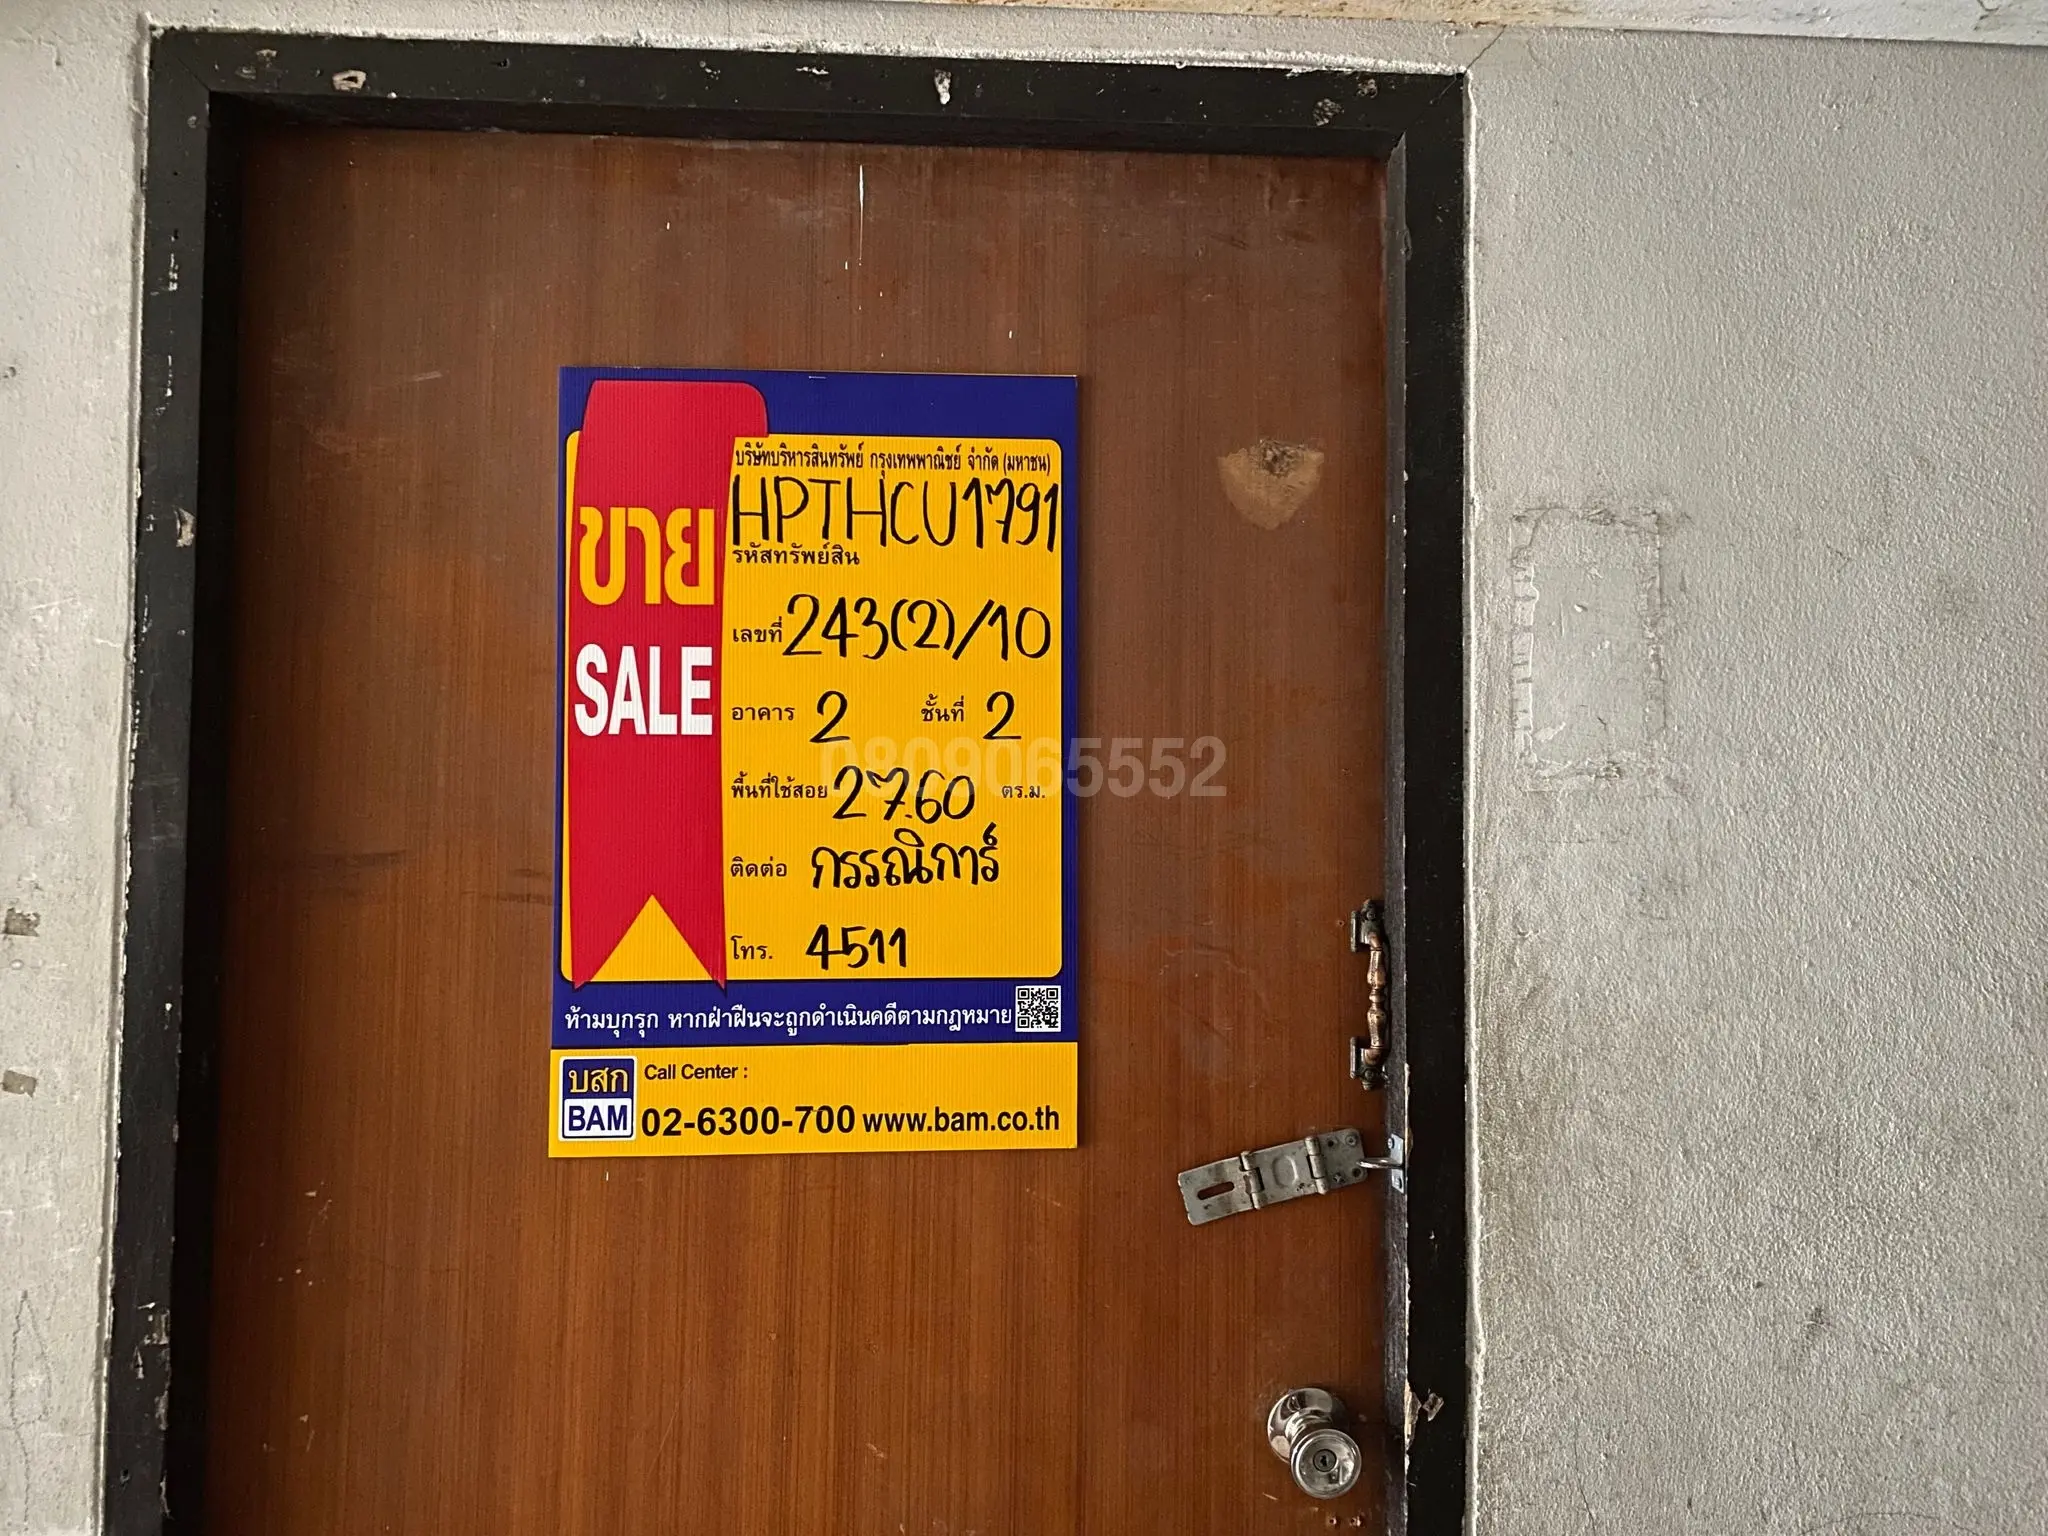 บริษัทบริหารสินทรัพย์ กรุงเทพพาณิชย์ จำกัด (มหาชน)
HPTHCU1791
รหัสทรัพย์สิน
ขาย
SALE
เลขที่ 243(2)/10
อาคาร 2 ชั้นที่ 2
0809065552
พื้นที่ใช้สอย 27.60 ตร.ม.
ติดต่อ กรรณิการ์
โทร. 4511
ห้ามบุกรุก หากฝ่าฝืนจะถูกดำเนินคดีตามกฎหมาย
บสก
BAM
Call Center :
02-6300-700 www.bam.co.th